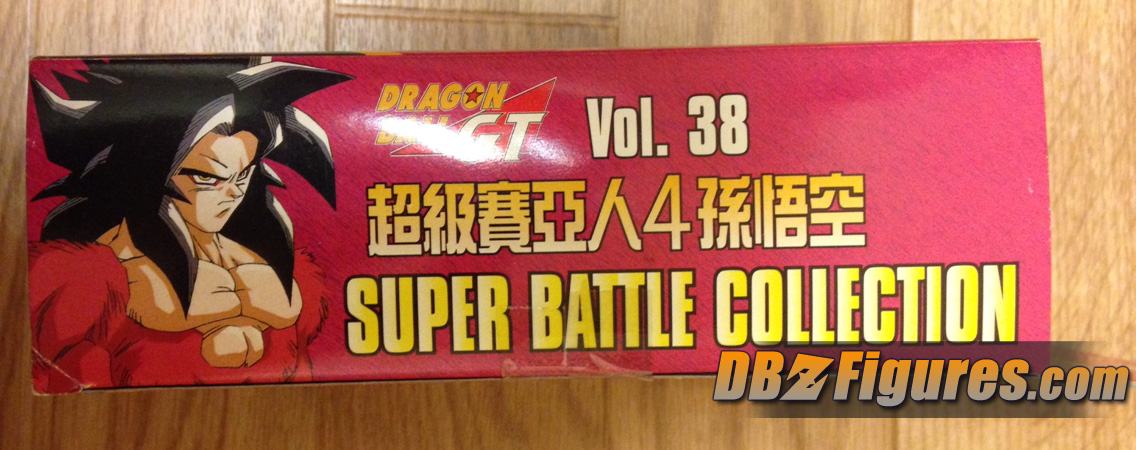 DRAGON
BALL GT
Vol. 38
超級賽亞人4孫悟空
SUPER BATTLE COLLECTION
DBZFigures.com